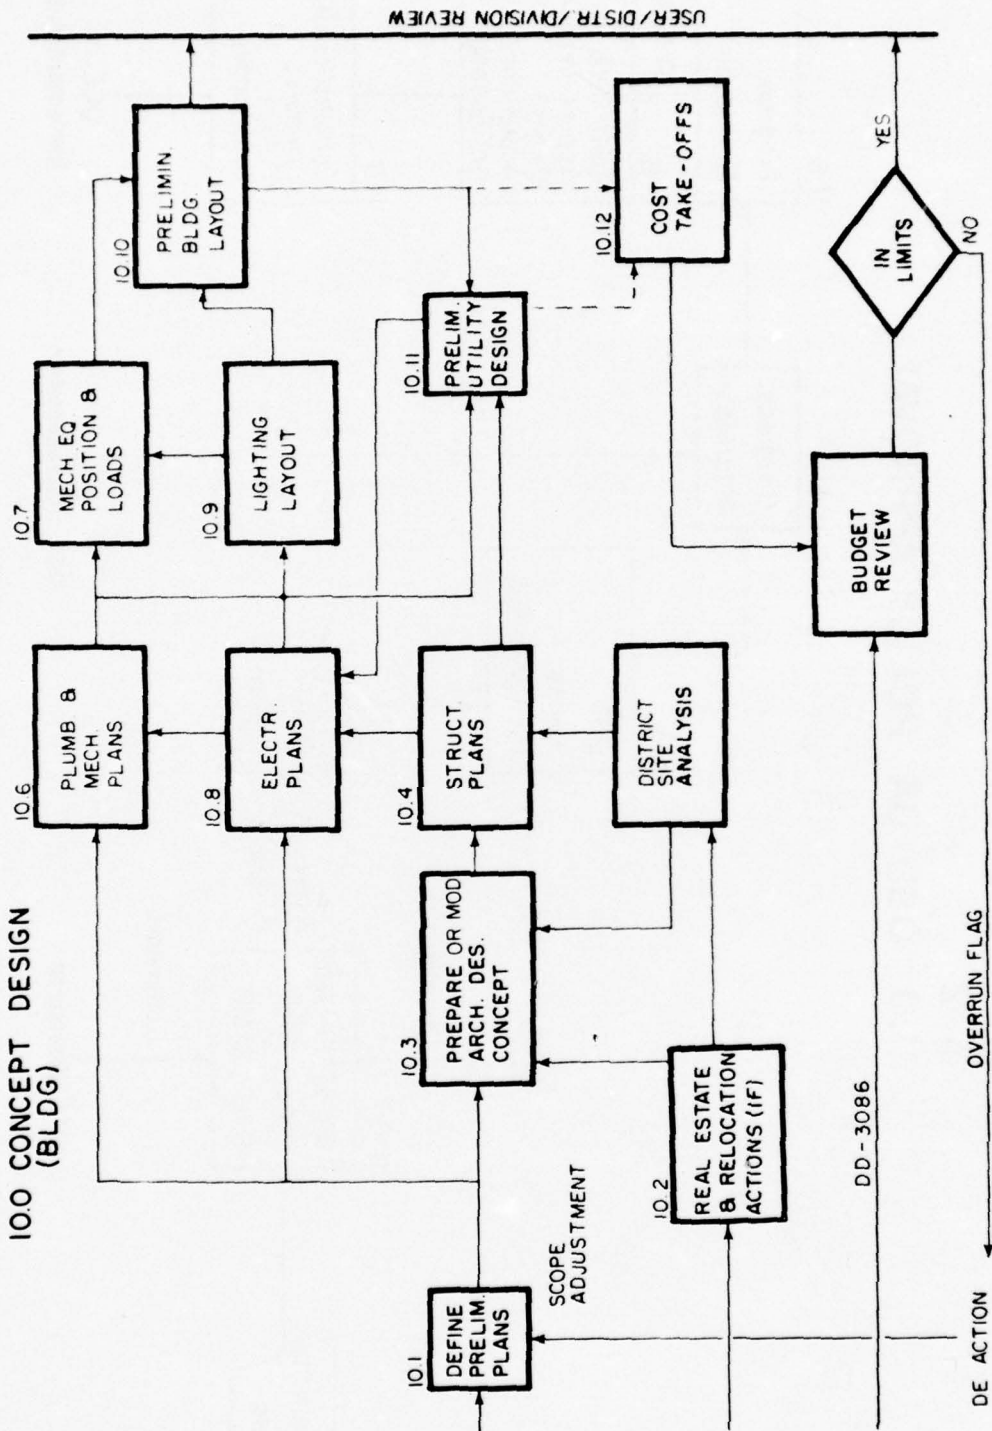 10.0 CONCEPT DESIGN
(BLDG)
10.1
DEFINE
PRELIM.
PLANS
SCOPE
ADJUSTMENT
10.2
REAL ESTATE
& RELOCATION
ACTIONS (IF)
10.3
PREPARE OR MOD
ARCH. DES.
CONCEPT
10.6
PLUMB. &
MECH.
PLANS
10.8
ELECTR.
PLANS
10.4
STRUCT.
PLANS
DISTRICT
SITE
ANALYSIS
10.7
MECH EQ.
POSITION &
LOADS
10.9
LIGHTING
LAYOUT
10.10
PRELIMIN.
BLDG.
LAYOUT
10.11
PRELIM.
UTILITY
DESIGN
10.12
COST
TAKE-OFFS
DD-3086
BUDGET
REVIEW
IN
LIMITS
YES
NO
OVERRUN FLAG
DE ACTION
USER/DISTR./DIVISION REVIEW